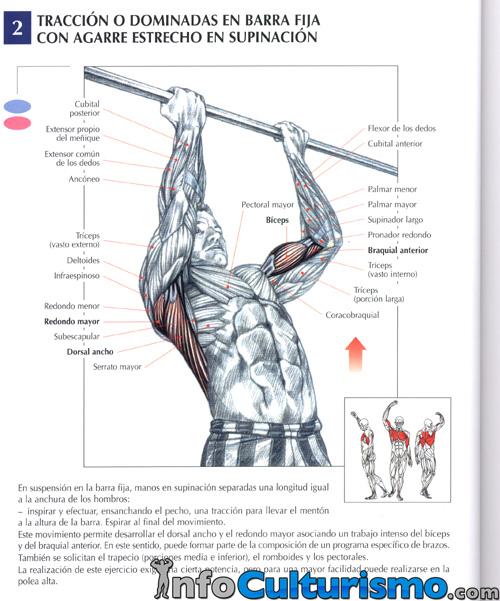 2
TRACCIÓN O DOMINADAS EN BARRA FIJA
CON AGARRE ESTRECHO EN SUPINACIÓN
Cubital
posterior
Extensor propio
del meñique
Extensor común
de los dedos
Ancóneo
Tríceps
(vasto externo)
Deltoides
Infraespinoso
Redondo menor
Redondo mayor
Subescapular
Dorsal ancho
Serrato mayor
Pectoral mayor
Bíceps
Flexor de los dedos
Cubital anterior
Palmar menor
Palmar mayor
Supinador largo
Pronador redondo
Braquial anterior
Tríceps
(vasto interno)
Tríceps
(porción larga)
Coracobraquial
En suspensión en la barra fija, manos en supinación separadas una longitud igual
a la anchura de los hombros:
– inspirar y efectuar, ensanchando el pecho, una tracción para llevar el mentón
a la altura de la barra. Espirar al final del movimiento.
Este movimiento permite desarrollar el dorsal ancho y el redondo mayor asociando un trabajo intenso del bíceps
y del braquial anterior. En este sentido, puede formar parte de la composición de un programa específico de brazos.
También se solicitan el trapecio (porciones media e inferior), el romboides y los pectorales.
La realización de este ejercicio cierta potencia, pero para una mayor facilidad puede realizarse en
polea alta.
InfoCulturismo.com